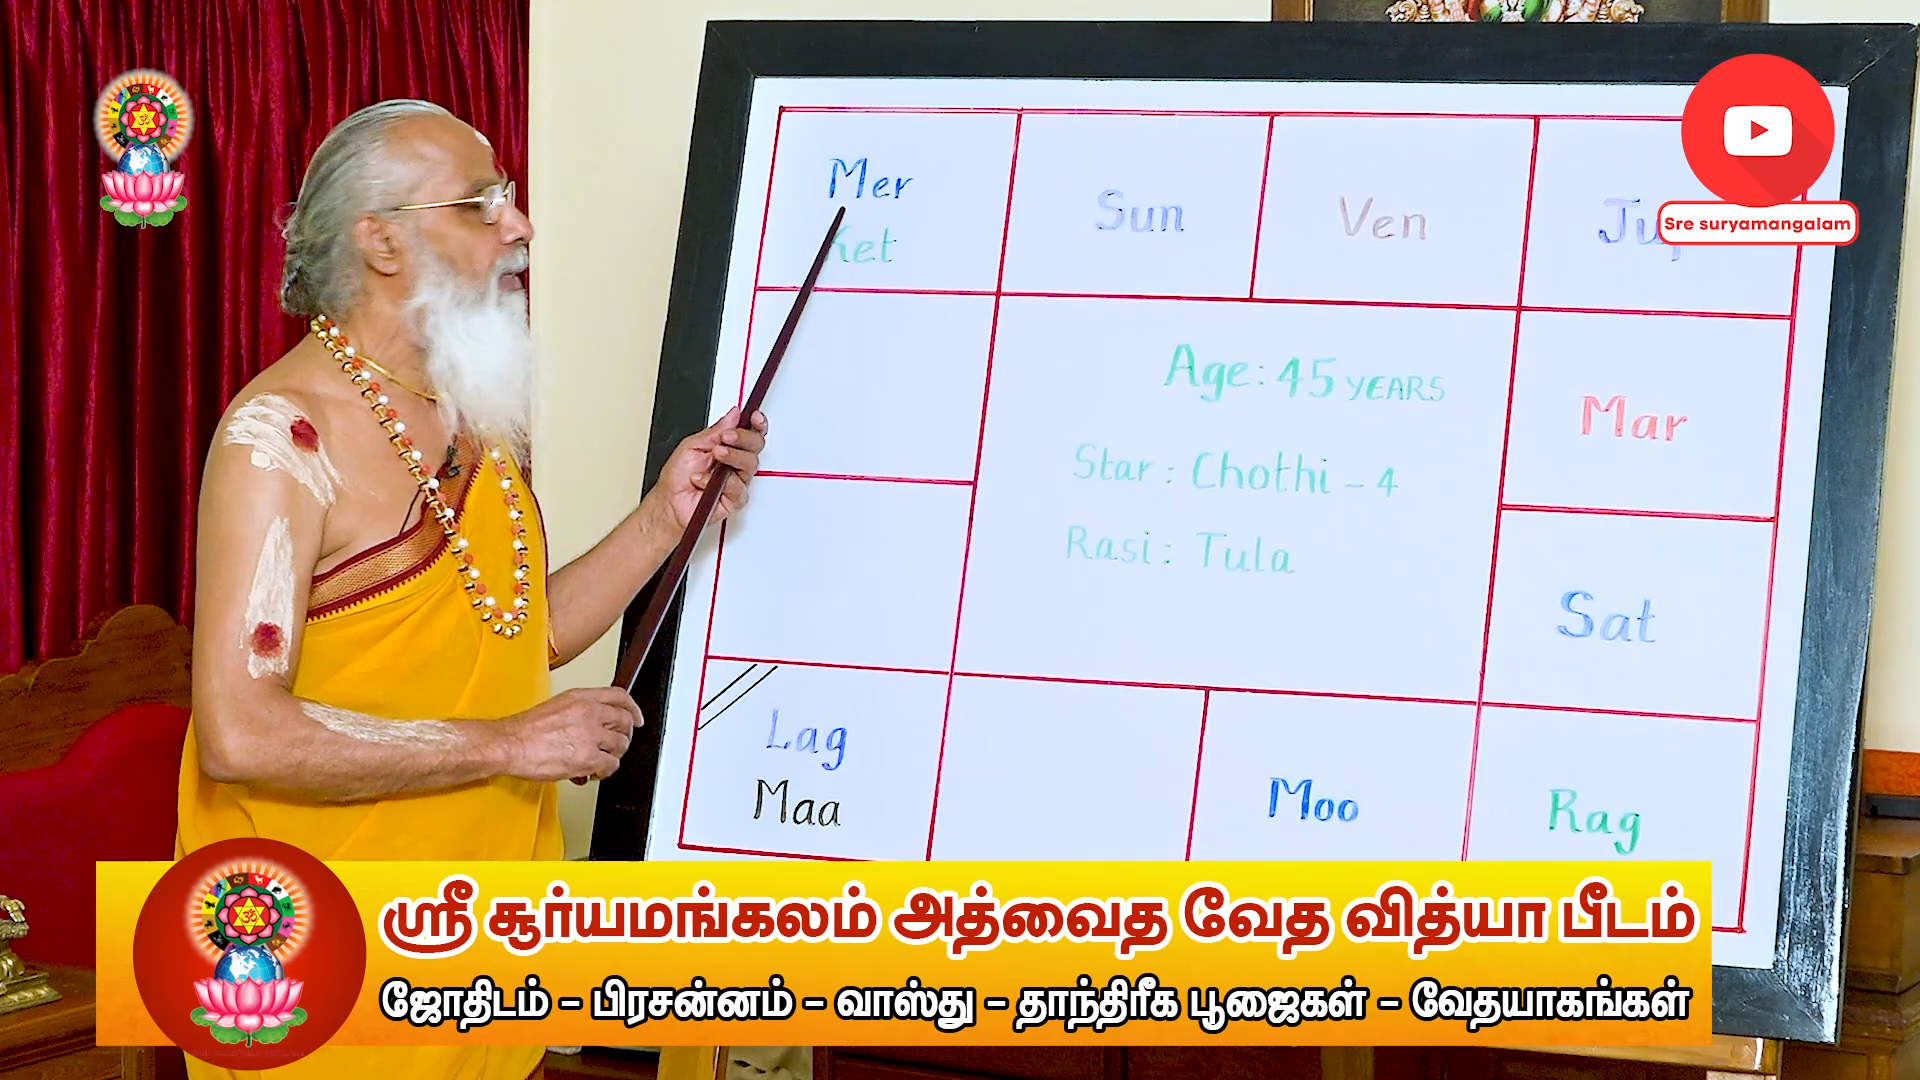 Mer
Ket
Sun
Ven
Sre suryamangalam
Age: 45 YEARS
Mar
Star : Chothi - 4
Rasi : Tula
Sat
Lag
Maa
Moo
Rag
ஸ்ரீ சூர்யமங்கலம் அத்வைத வேத வித்யா பீடம்
ஜோதிடம் – பிரசன்னம் – வாஸ்து – தாந்திரீக பூஜைகள் – வேதயாகங்கள்